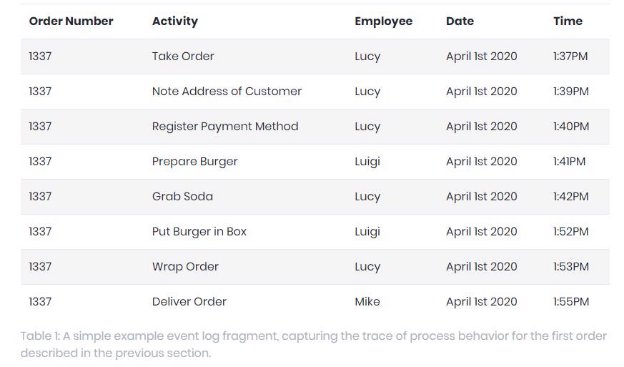 Order Number Activity Employee Date Time
1337 Take Order Lucy April 1st 2020 1:37PM
1337 Note Address of Customer Lucy April 1st 2020 1:39PM
1337 Register Payment Method Lucy April 1st 2020 1:40PM
1337 Prepare Burger Luigi April 1st 2020 1:41PM
1337 Grab Soda Lucy April 1st 2020 1:42PM
1337 Put Burger in Box Luigi April 1st 2020 1:52PM
1337 Wrap Order Lucy April 1st 2020 1:53PM
1337 Deliver Order Mike April 1st 2020 1:55PM
Table 1: A simple example event log fragment, capturing the trace of process behavior for the first order
described in the previous section.